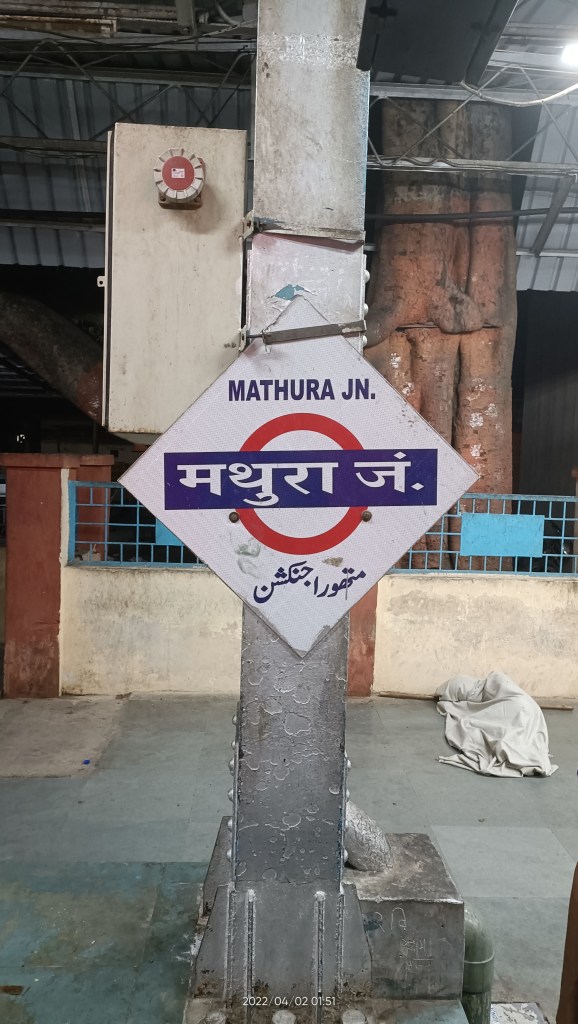 MATHURA JN.
मथुरा जं.
متھورا جنکشن
2022/04/02 01:51